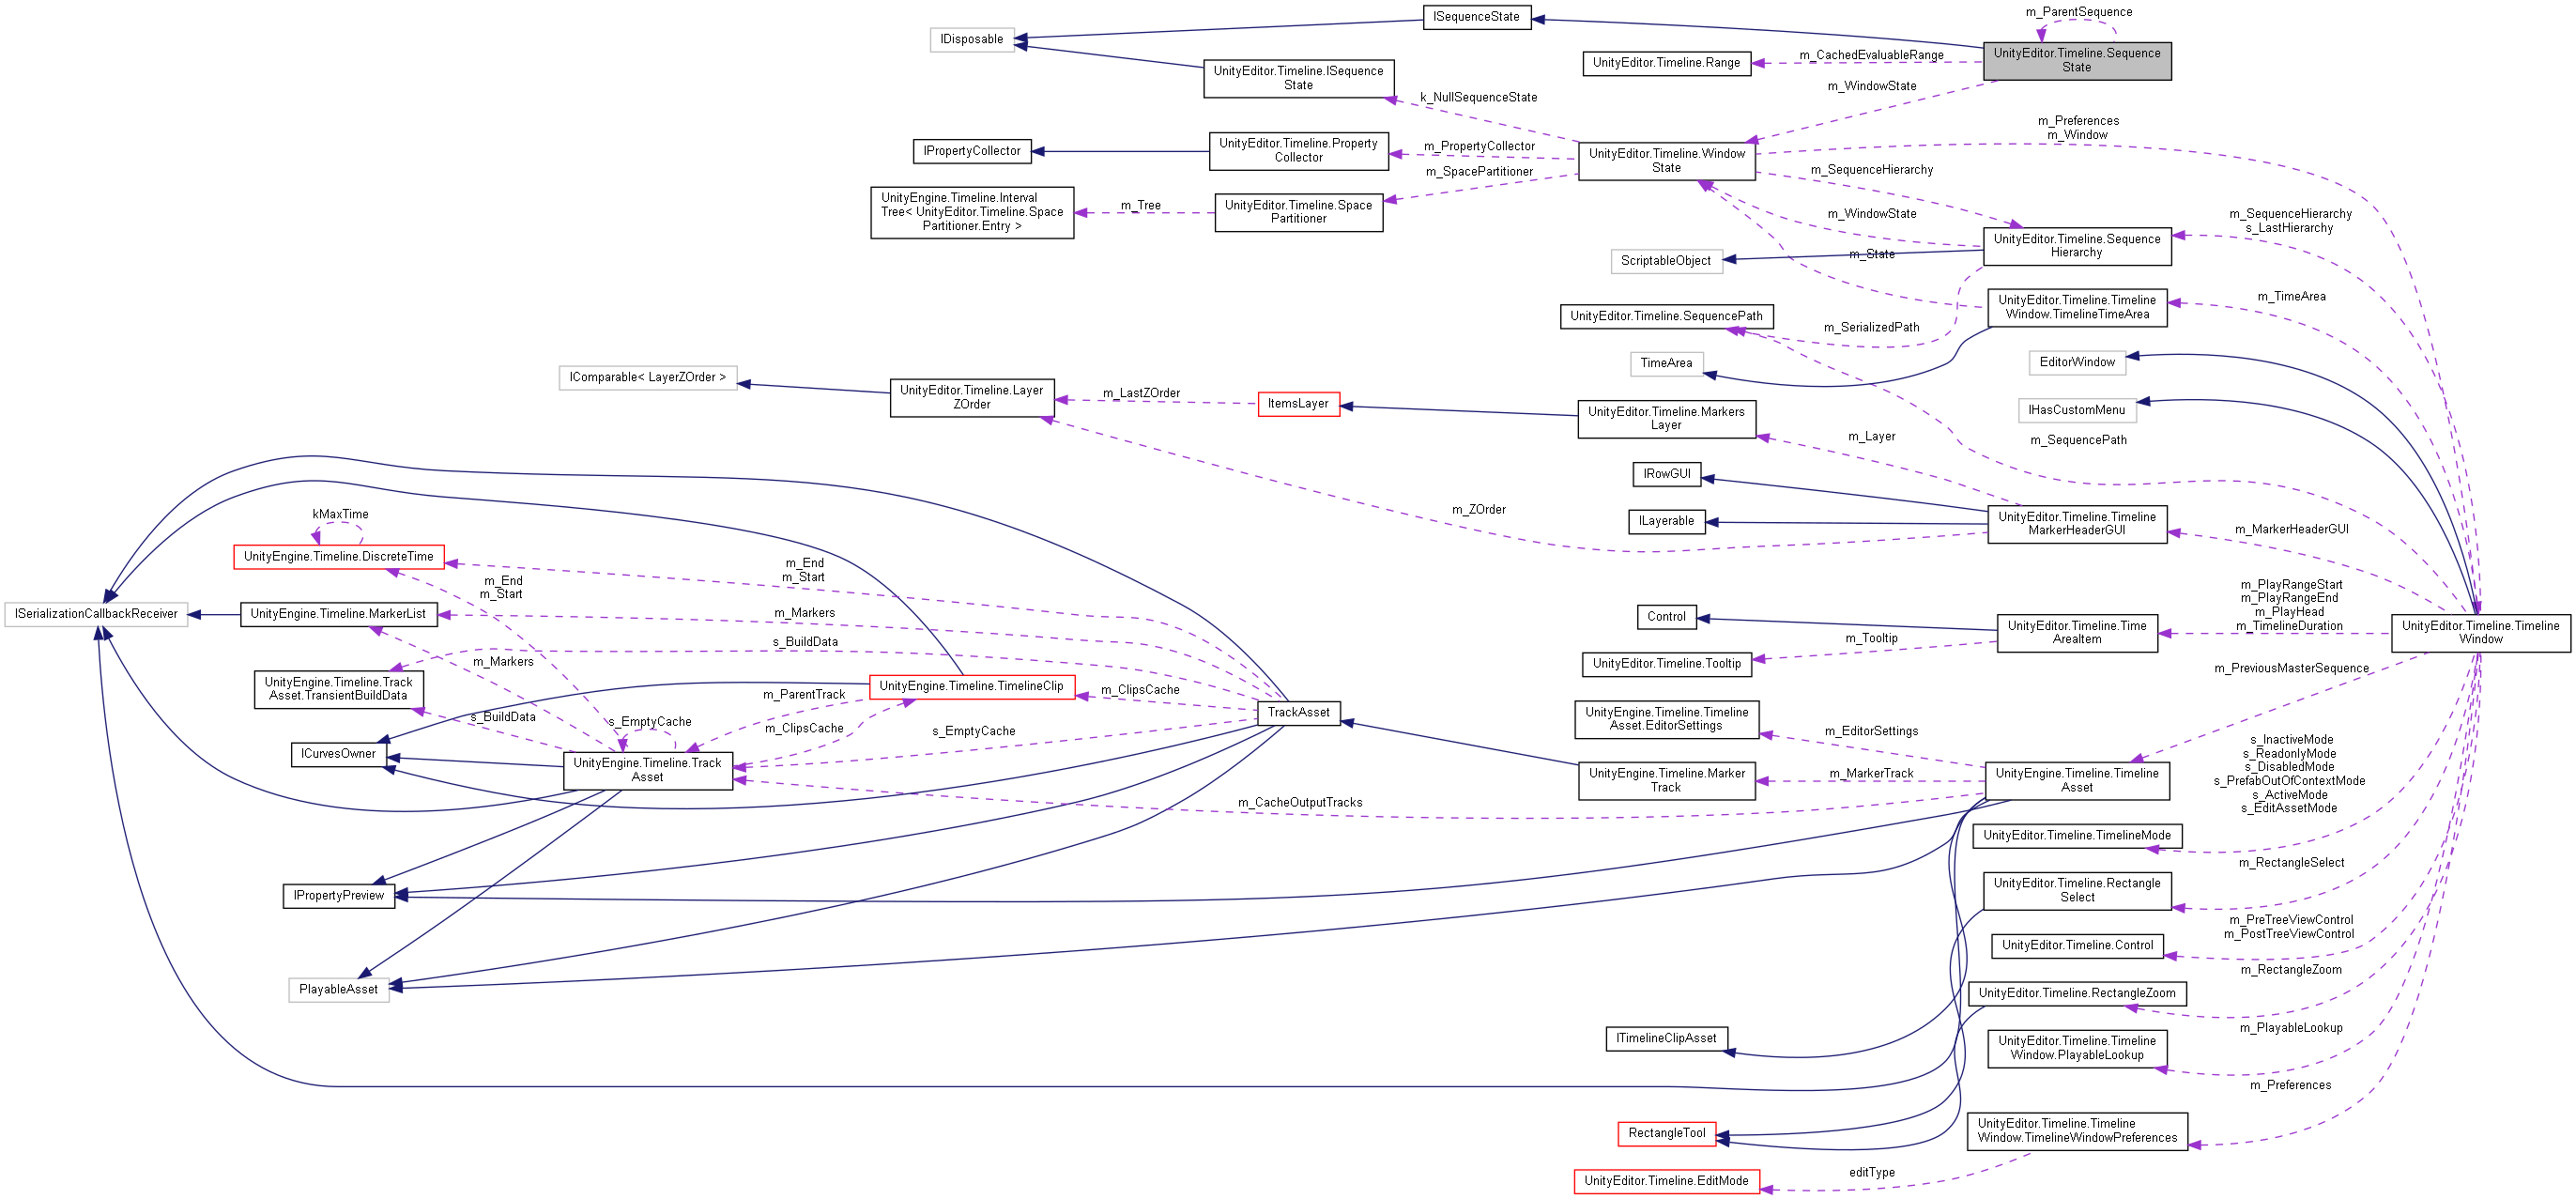 m_ParentSequence
ISequenceState
IDisposable
UnityEditor.Timeline.Sequence
State
m_CachedEvaluableRange
UnityEditor.Timeline.Range
UnityEditor.Timeline.ISequence
State
m_WindowState
k_NullSequenceState
m_Preferences
m_Window
IPropertyCollector
UnityEditor.Timeline.Property
Collector
m_PropertyCollector
UnityEditor.Timeline.Window
State
m_SequenceHierarchy
m_SpacePartitioner
UnityEngine.Timeline.Interval
Tree< UnityEditor.Timeline.Space
Partitioner.Entry >
m_Tree
UnityEditor.Timeline.Space
Partitioner
m_WindowState
m_SequenceHierarchy
s_LastHierarchy
UnityEditor.Timeline.Sequence
Hierarchy
m_State
ScriptableObject
m_TimeArea
UnityEditor.Timeline.Timeline
Window.TimelineTimeArea
UnityEditor.Timeline.SequencePath
m_SerializedPath
TimeArea
EditorWindow
IComparable< LayerZOrder >
UnityEditor.Timeline.Layer
ZOrder
m_LastZOrder
ItemsLayer
UnityEditor.Timeline.Markers
Layer
IHasCustomMenu
m_Layer
m_SequencePath
IRowGUI
m_ZOrder
ILayerable
UnityEditor.Timeline.Timeline
MarkerHeaderGUI
m_MarkerHeaderGUI
kMaxTime
UnityEngine.Timeline.DiscreteTime
m_End
m_Start
m_End
m_Start
m_PlayRangeStart
m_PlayRangeEnd
m_PlayHead
m_TimelineDuration
ISerializationCallbackReceiver
UnityEngine.Timeline.MarkerList
m_Markers
Control
UnityEditor.Timeline.Time
AreaItem
UnityEditor.Timeline.Timeline
Window
s_BuildData
m_Tooltip
m_Markers
UnityEditor.Timeline.Tooltip
m_PreviousMasterSequence
UnityEngine.Timeline.Track
Asset.TransientBuildData
UnityEngine.Timeline.TimelineClip
m_ParentTrack
m_ClipsCache
TrackAsset
s_BuildData
s_EmptyCache
m_ClipsCache
s_EmptyCache
UnityEngine.Timeline.Timeline
Asset.EditorSettings
m_EditorSettings
ICurvesOwner
UnityEngine.Timeline.Track
Asset
UnityEngine.Timeline.Marker
Track
m_MarkerTrack
UnityEngine.Timeline.Timeline
Asset
m_CacheOutputTracks
s_InactiveMode
s_ReadonlyMode
s_DisabledMode
s_PrefabOutOfContextMode
s_ActiveMode
s_EditAssetMode
UnityEditor.Timeline.TimelineMode
m_RectangleSelect
IPropertyPreview
UnityEditor.Timeline.Rectangle
Select
m_PreTreeViewControl
m_PostTreeViewControl
UnityEditor.Timeline.Control
m_RectangleZoom
PlayableAsset
UnityEditor.Timeline.RectangleZoom
m_PlayableLookup
ITimelineClipAsset
UnityEditor.Timeline.Timeline
Window.PlayableLookup
m_Preferences
RectangleTool
UnityEditor.Timeline.Timeline
Window.TimelineWindowPreferences
editType
UnityEditor.Timeline.EditMode